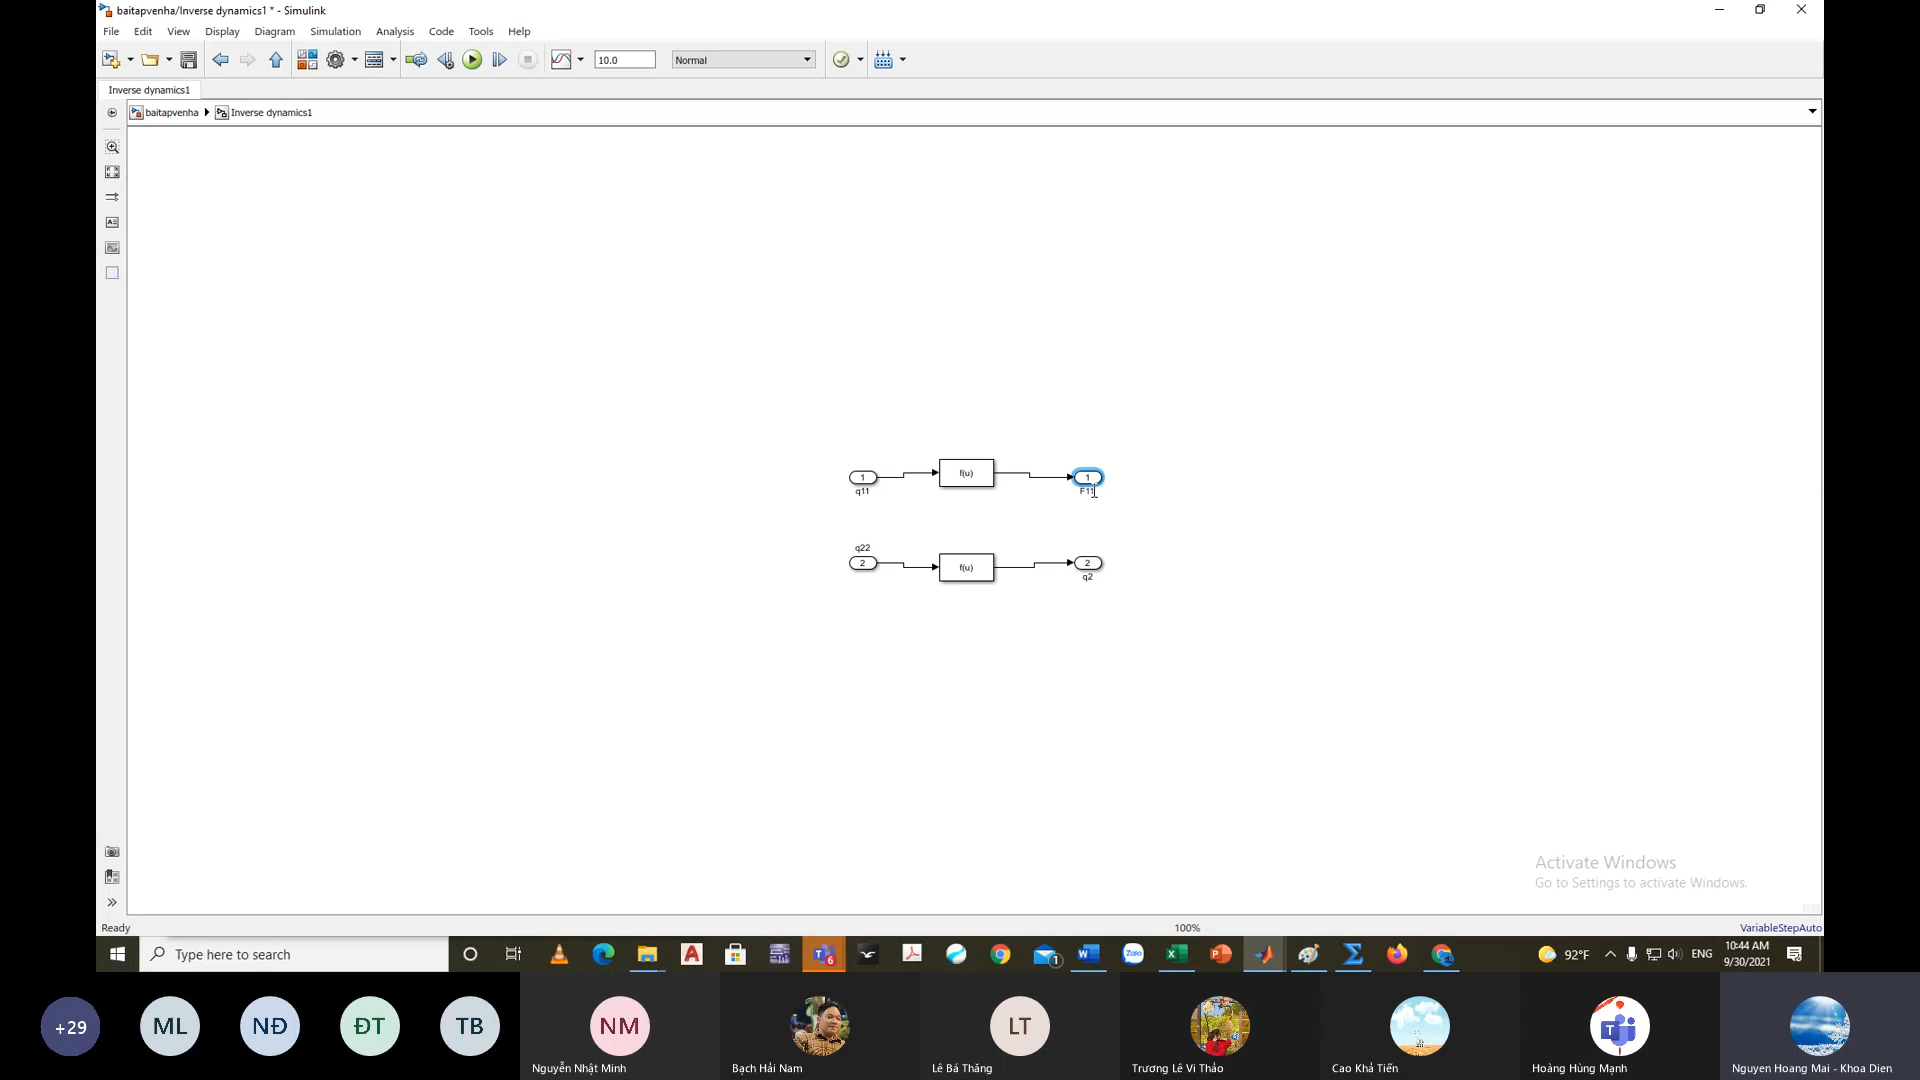 baitapvenha/Inverse dynamics1 * - Simulink
File Edit View Display Diagram Simulation Analysis Code Tools Help
10.0 Normal
Inverse dynamics1
baitapvenha Inverse dynamics1
1 f(u) 1
q11 F11
q22
2 f(u) 2
q2
Activate Windows
Go to Settings to activate Windows.
Ready 100% VariableStepAuto
Type here to search 6 1 Zalo 92°F ENG 10:44 AM
9/30/2021
+29 ML NĐ ĐT TB NM LT
Nguyễn Nhật Minh Bạch Hải Nam Lê Bá Thăng Trương Lê Vi Thảo Cao Khả Tiến Hoàng Hùng Mạnh Nguyen Hoang Mai - Khoa Dien